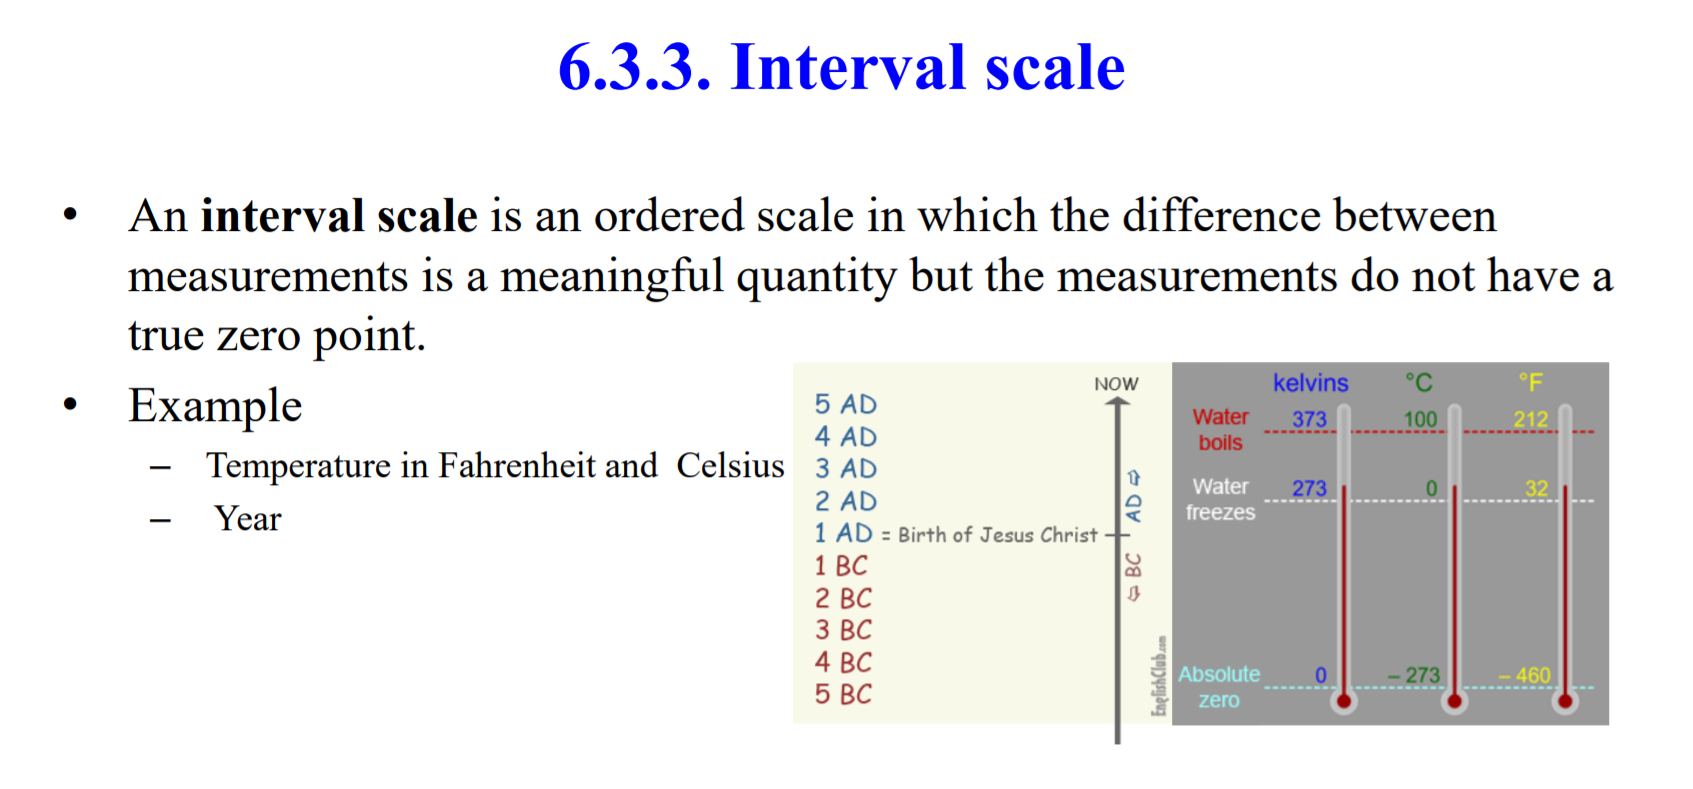 6.3.3. Interval scale
• An interval scale is an ordered scale in which the difference between
measurements is a meaningful quantity but the measurements do not have a
true zero point.
• Example
– Temperature in Fahrenheit and Celsius
– Year
NOW
5 AD
4 AD
3 AD
2 AD
1 AD = Birth of Jesus Christ
1 BC
2 BC
3 BC
4 BC
5 BC
AD
BC
EnglishClub.com
kelvins °C °F
Water boils 373 100 212
Water freezes 273 0 32
Absolute zero 0 – 273 – 460